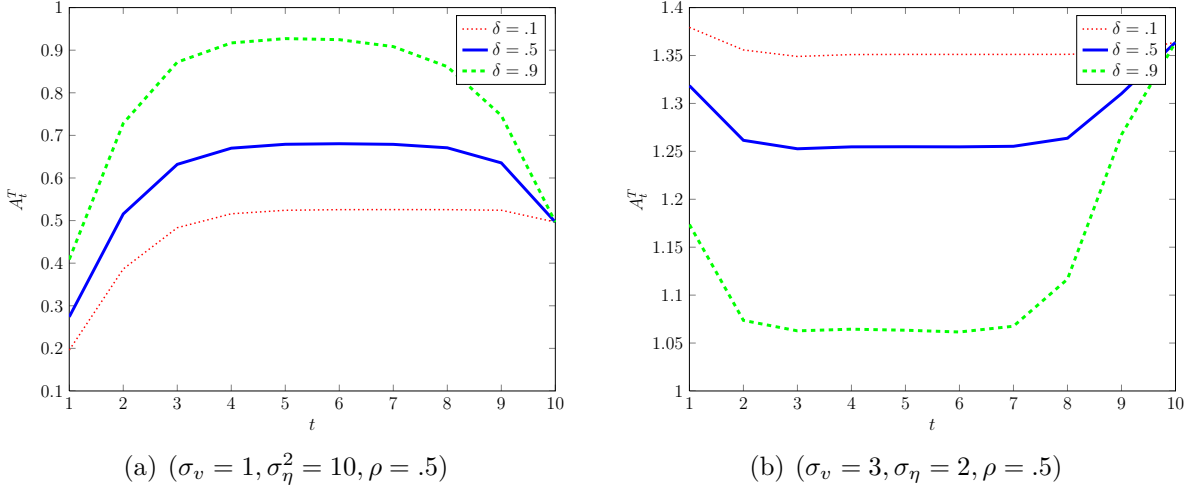 1
0.9
0.8
0.7
0.6
0.5
0.4
0.3
0.2
0.1
A_t^T
1 2 3 4 5 6 7 8 9 10
t
δ = .1
δ = .5
δ = .9
(a) (σ_v = 1, σ_η^2 = 10, ρ = .5)
1.4
1.35
1.3
1.25
1.2
1.15
1.1
1.05
1
A_t^T
1 2 3 4 5 6 7 8 9 10
t
δ = .1
δ = .5
δ = .9
(b) (σ_v = 3, σ_η = 2, ρ = .5)